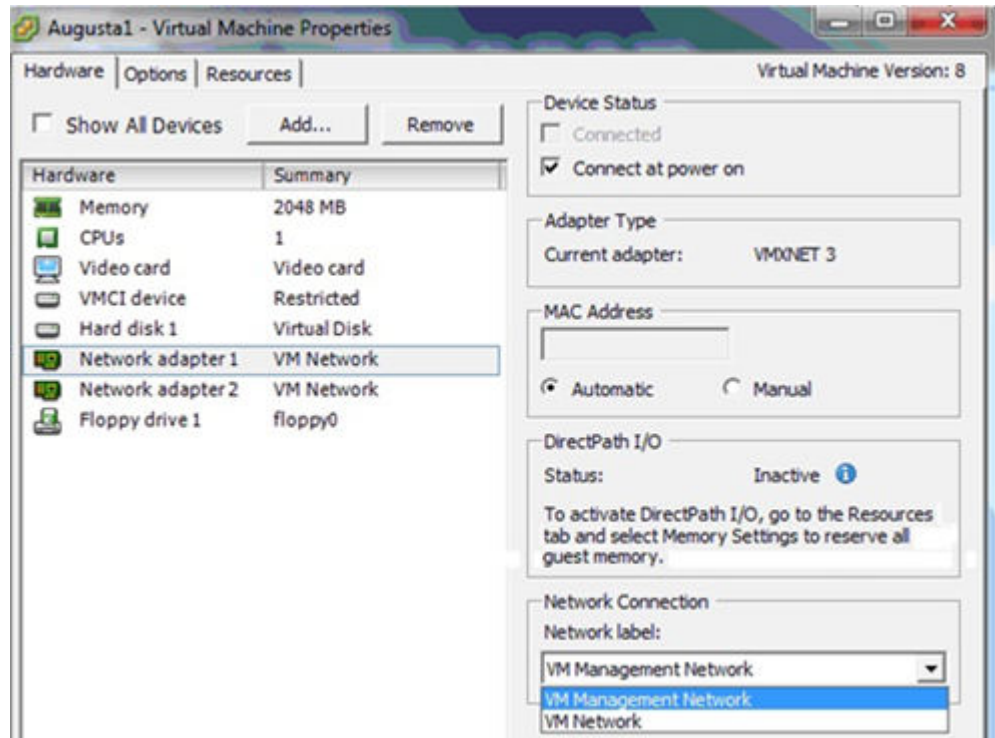 Augusta1 - Virtual Machine Properties
Hardware Options Resources
Virtual Machine Version: 8
Show All Devices
Add...
Remove
Hardware Summary
Memory 2048 MB
CPUs 1
Video card Video card
VMCI device Restricted
Hard disk 1 Virtual Disk
Network adapter 1 VM Network
Network adapter 2 VM Network
Floppy drive 1 floppy0
Device Status
Connected
Connect at power on
Adapter Type
Current adapter: VMXNET 3
MAC Address
Automatic Manual
DirectPath I/O
Status: Inactive
To activate DirectPath I/O, go to the Resources
tab and select Memory Settings to reserve all
guest memory.
Network Connection
Network label:
VM Management Network
VM Management Network
VM Network